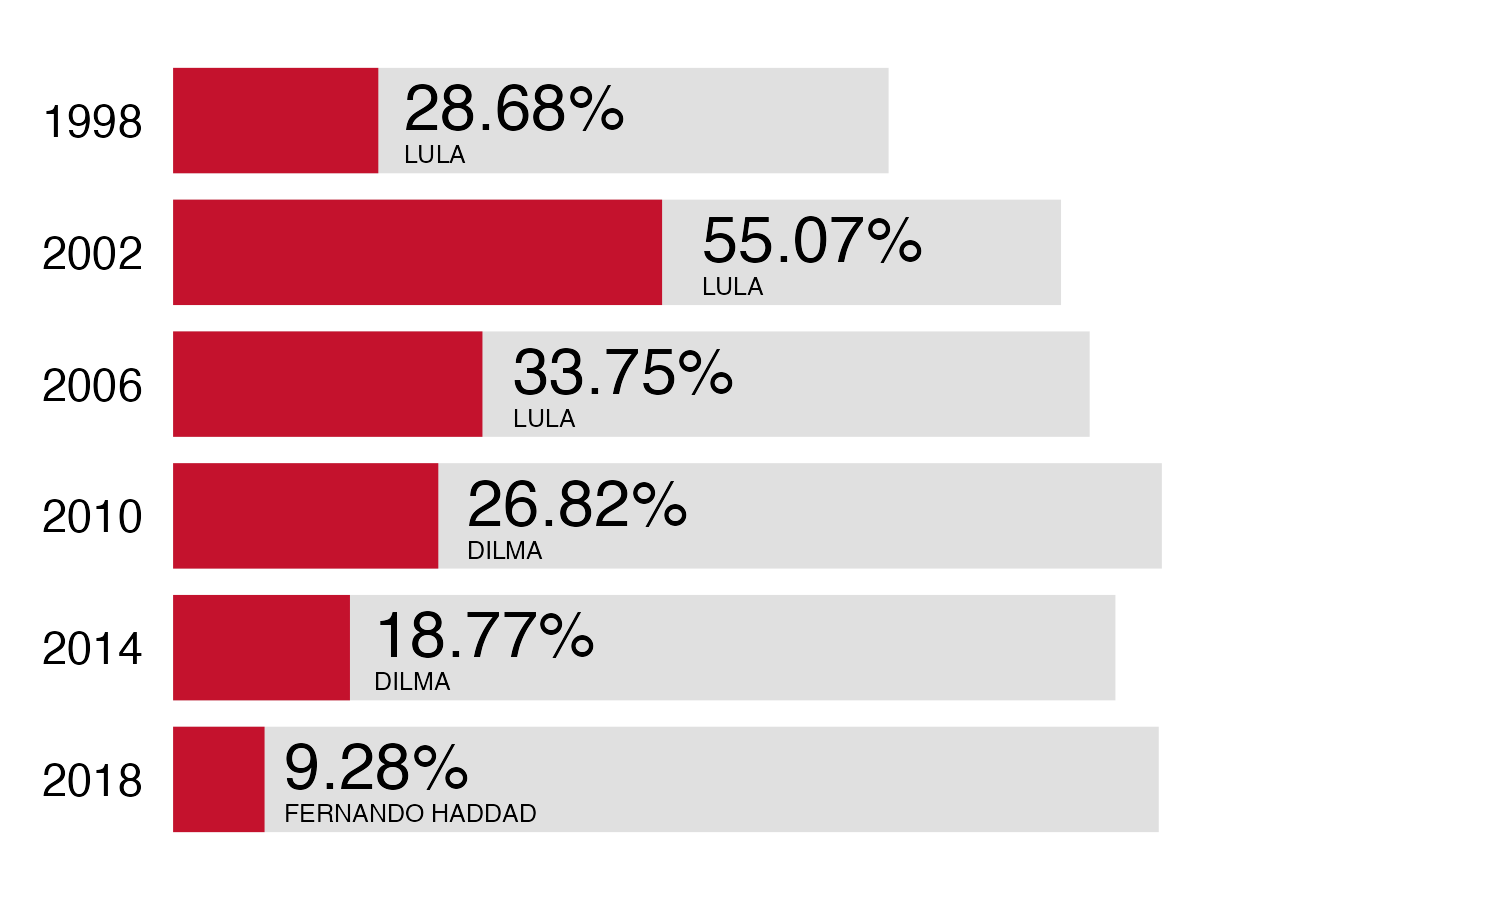 1998
28.68%
LULA
2002
55.07%
LULA
2006
33.75%
LULA
2010
26.82%
DILMA
2014
18.77%
DILMA
2018
9.28%
FERNANDO HADDAD